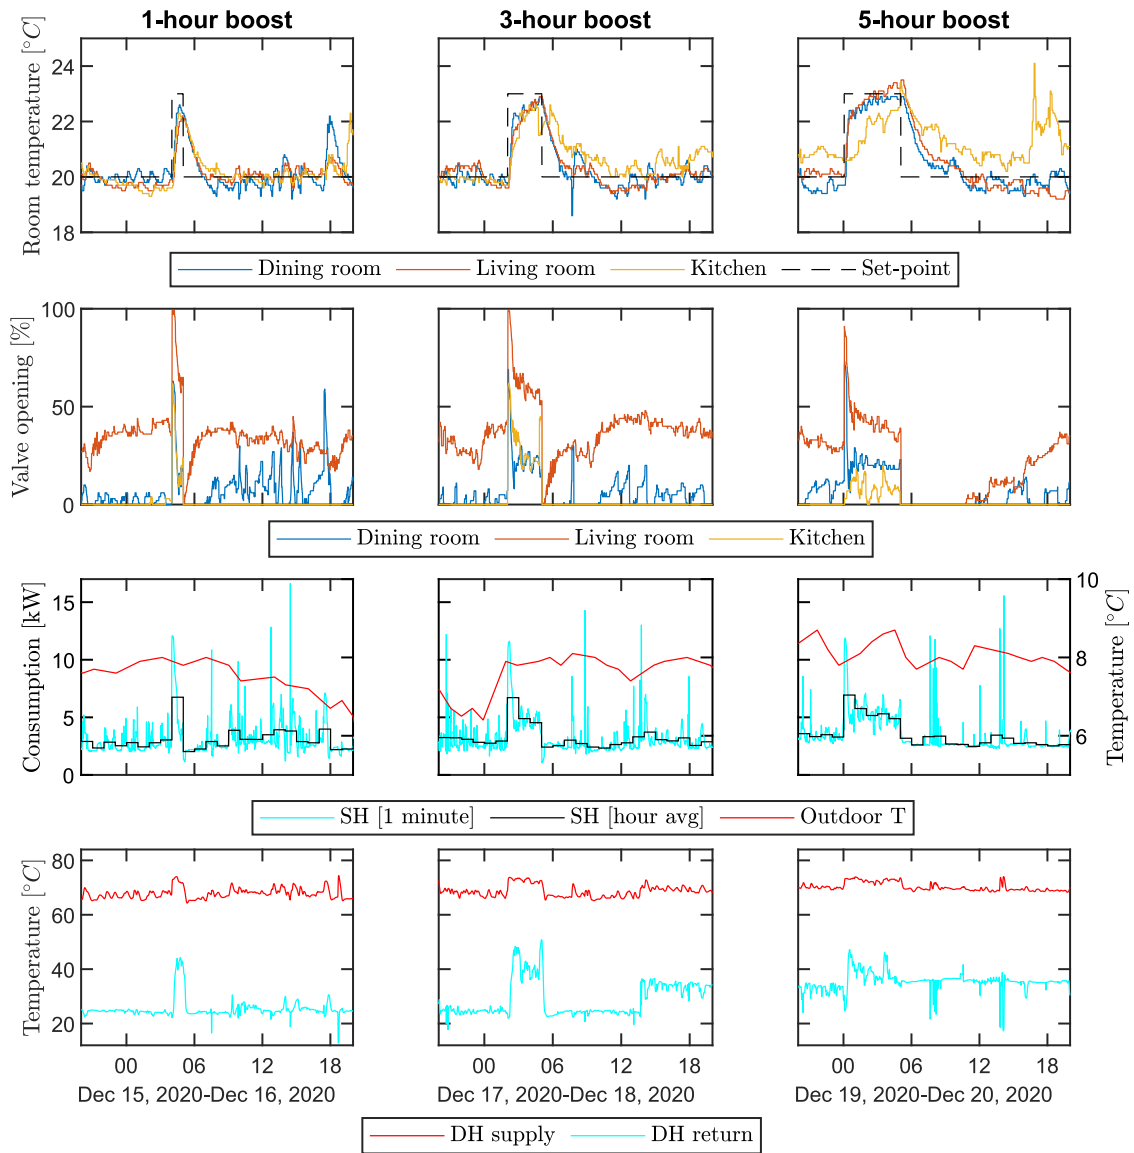 1-hour boost 3-hour boost 5-hour boost
Room temperature [°C]
24
22
20
18
Dining room Living room Kitchen Set-point
Valve opening [%]
100
50
0
Dining room Living room Kitchen
Consumption [kW]
15
10
5
0
10
8
6
Temperature [°C]
SH [1 minute] SH [hour avg] Outdoor T
Temperature [°C]
80
60
40
20
00 06 12 18 00 06 12 18 00 06 12 18
Dec 15, 2020-Dec 16, 2020 Dec 17, 2020-Dec 18, 2020 Dec 19, 2020-Dec 20, 2020
DH supply DH return